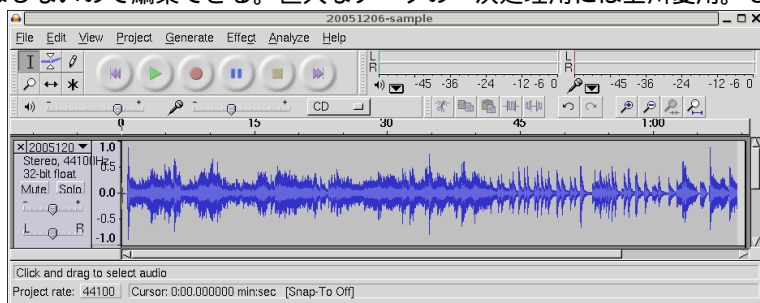 20051206-sample
File Edit View Project Generate Effect Analyze Help
L
R
-45 -36 -24 -12 -6 0
L
R
-45 -36 -24 -12 -6 0
CD
0 15 30 45 1:00
2005120
Stereo, 44100Hz
32-bit float
Mute Solo
- +
L R
1.0
0.5
0.0
-0.5
-1.0
Click and drag to select audio
Project rate: 44100 Cursor: 0:00.000000 min:sec [Snap-To Off]